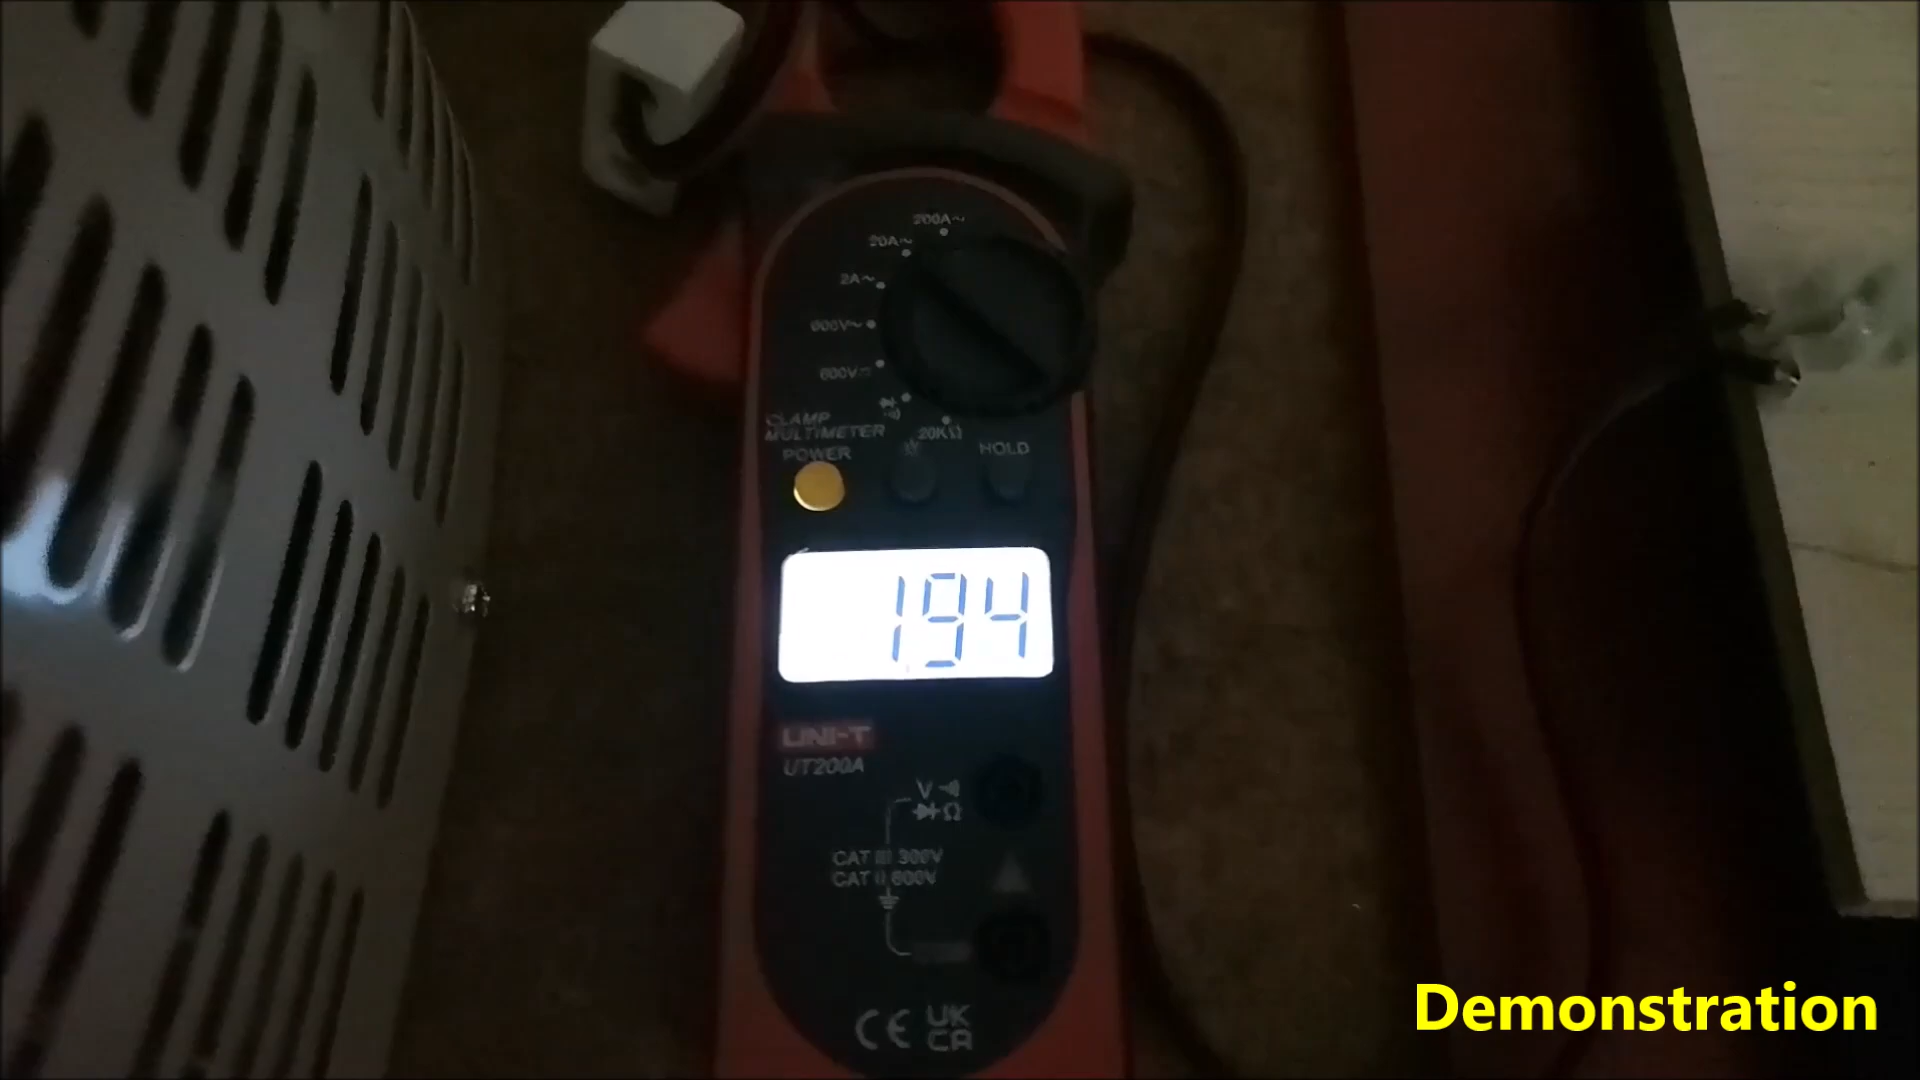 200A~
20A~
2A~
600V~
600V⎓
20KΩ
CLAMP
MULTIMETER
POWER
HOLD
194
UNI-T
UT200A
V
Ω
CAT III 300V
CAT II 600V
CE UK
CA
Demonstration